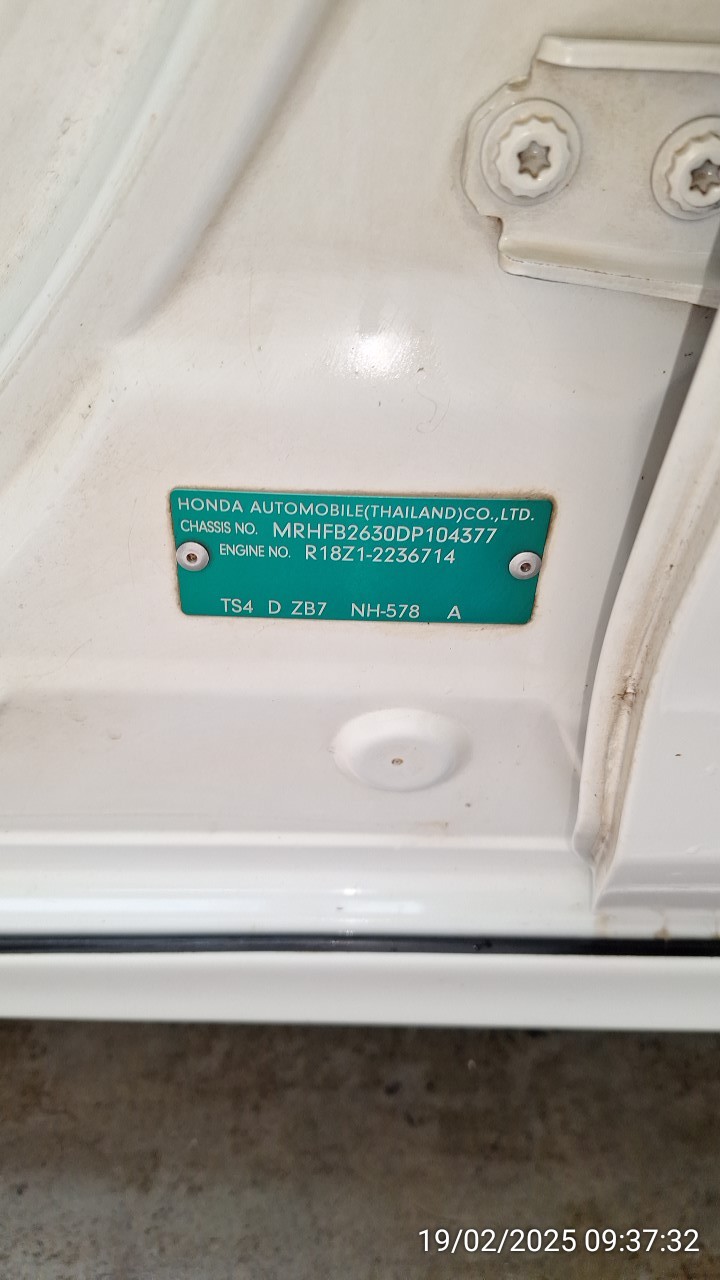 HONDA AUTOMOBILE(THAILAND)CO.,LTD.
CHASSIS NO. MRHFB2630DP104377
ENGINE NO. R18Z1-2236714
TS4 D ZB7 NH-578 A
19/02/2025 09:37:32